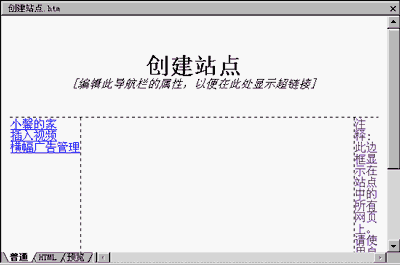 创建站点.htm
创建站点
[编辑此导航栏的属性，以便在此处显示超链接]
小馨的家
插入视频
横幅广告管理
注
释：
此边
框显
示在
站点
中的
所有
网页
上。
请使
用自
普通
HTML
预览